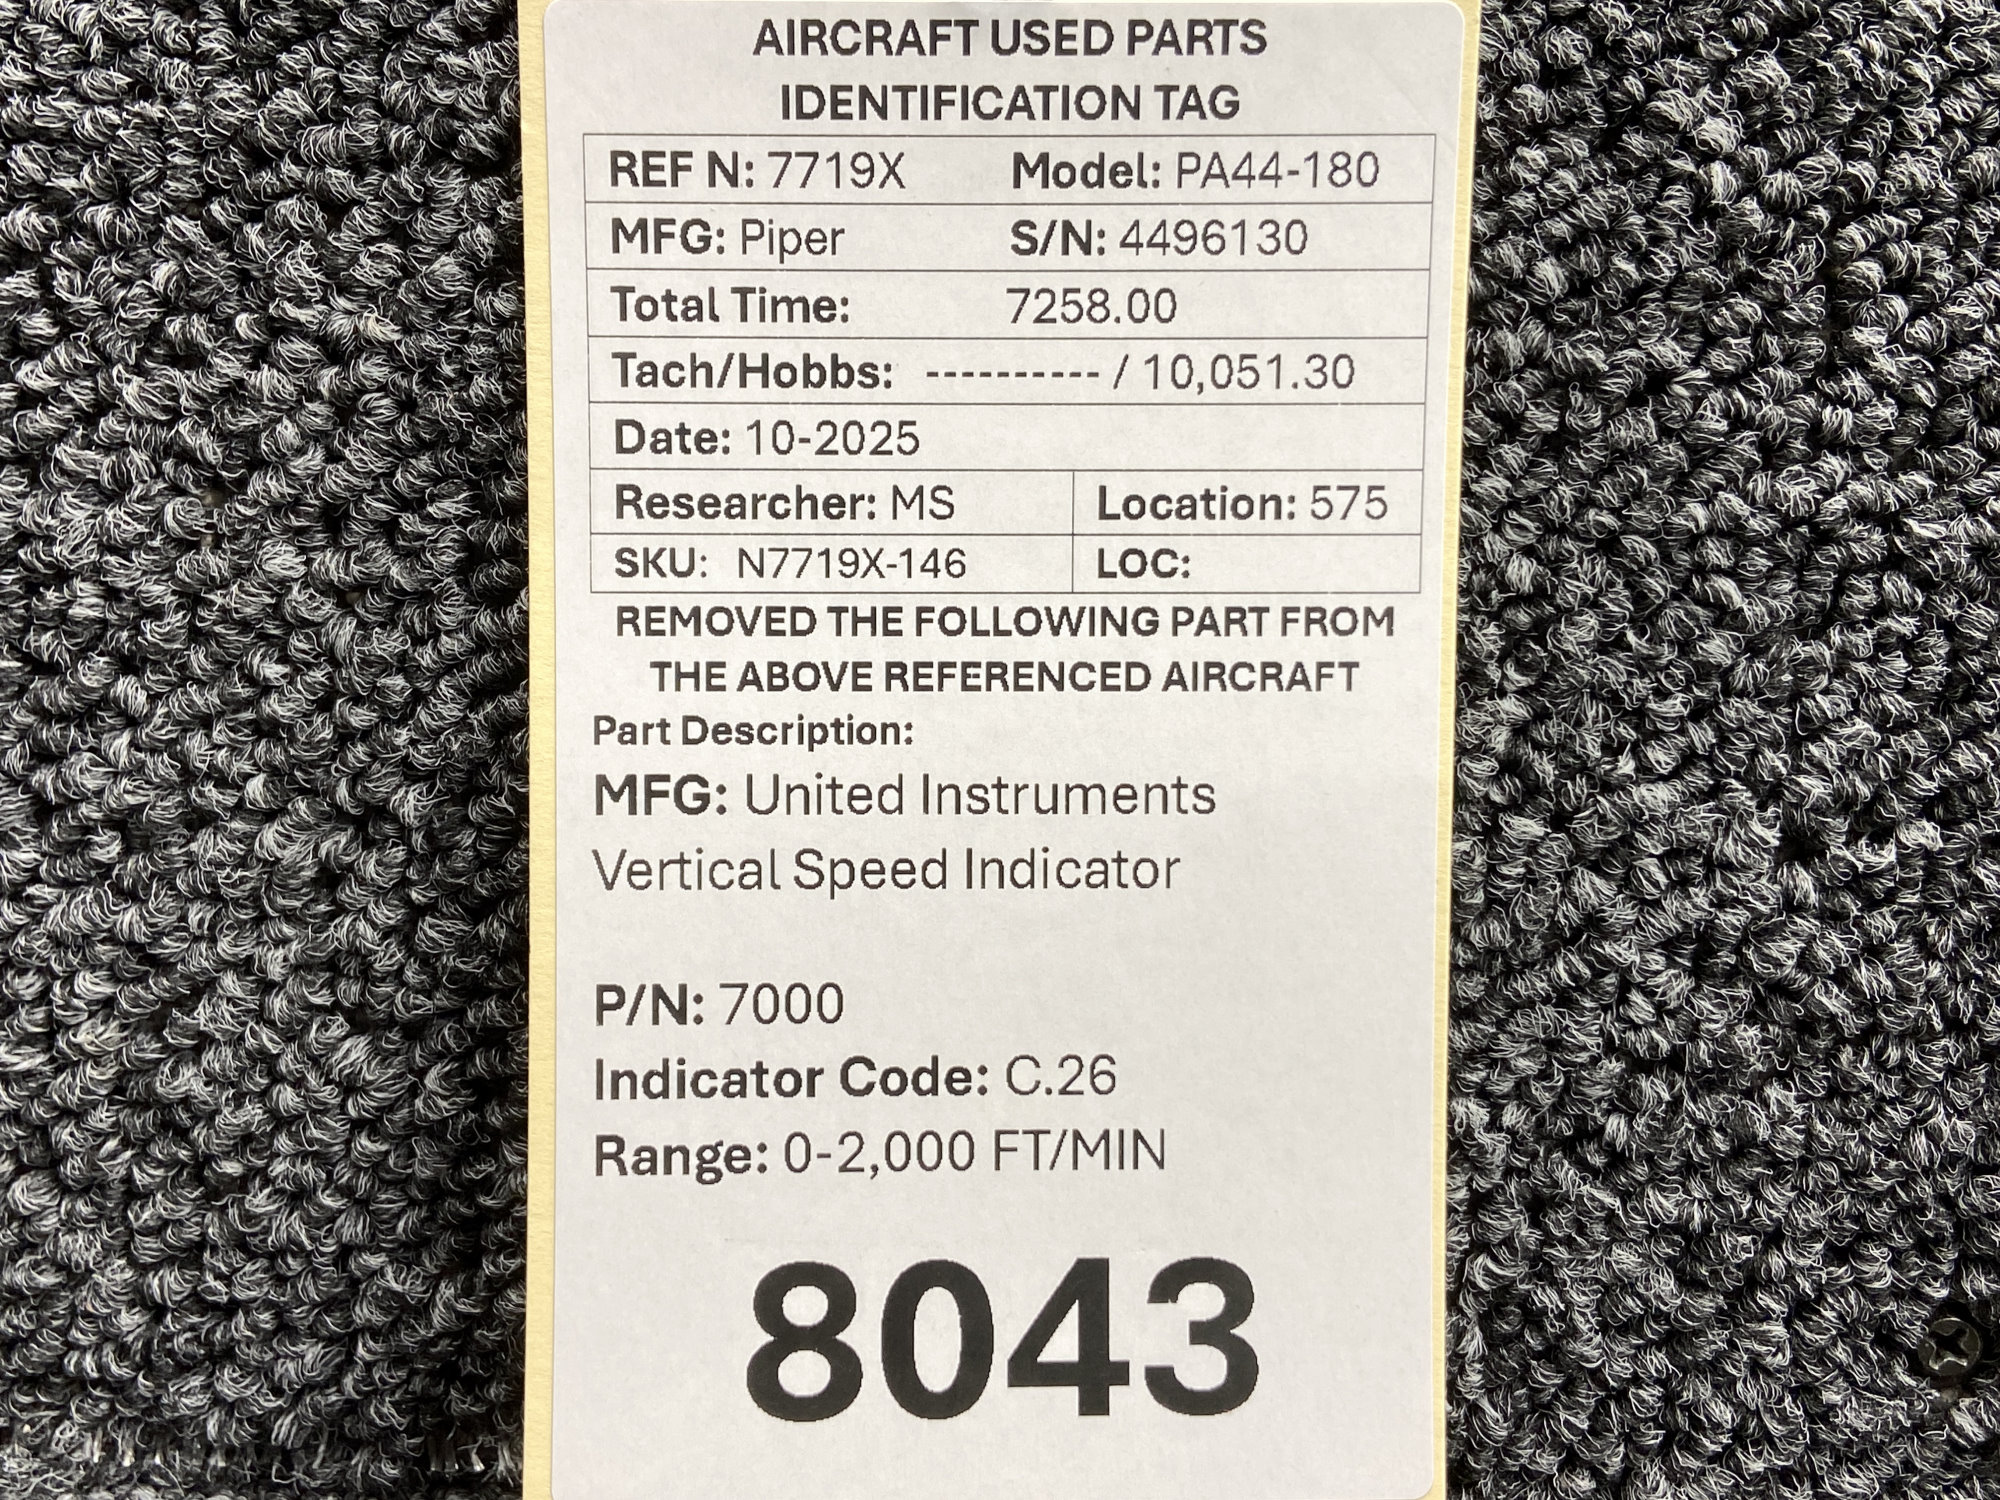 AIRCRAFT USED PARTS
IDENTIFICATION TAG
REF N: 7719X Model: PA44-180
MFG: Piper S/N: 4496130
Total Time: 7258.00
Tach/Hobbs: ---------- / 10,051.30
Date: 10-2025
Researcher: MS Location: 575
SKU: N7719X-146 LOC:
REMOVED THE FOLLOWING PART FROM
THE ABOVE REFERENCED AIRCRAFT
Part Description:
MFG: United Instruments
Vertical Speed Indicator
P/N: 7000
Indicator Code: C.26
Range: 0-2,000 FT/MIN
8043